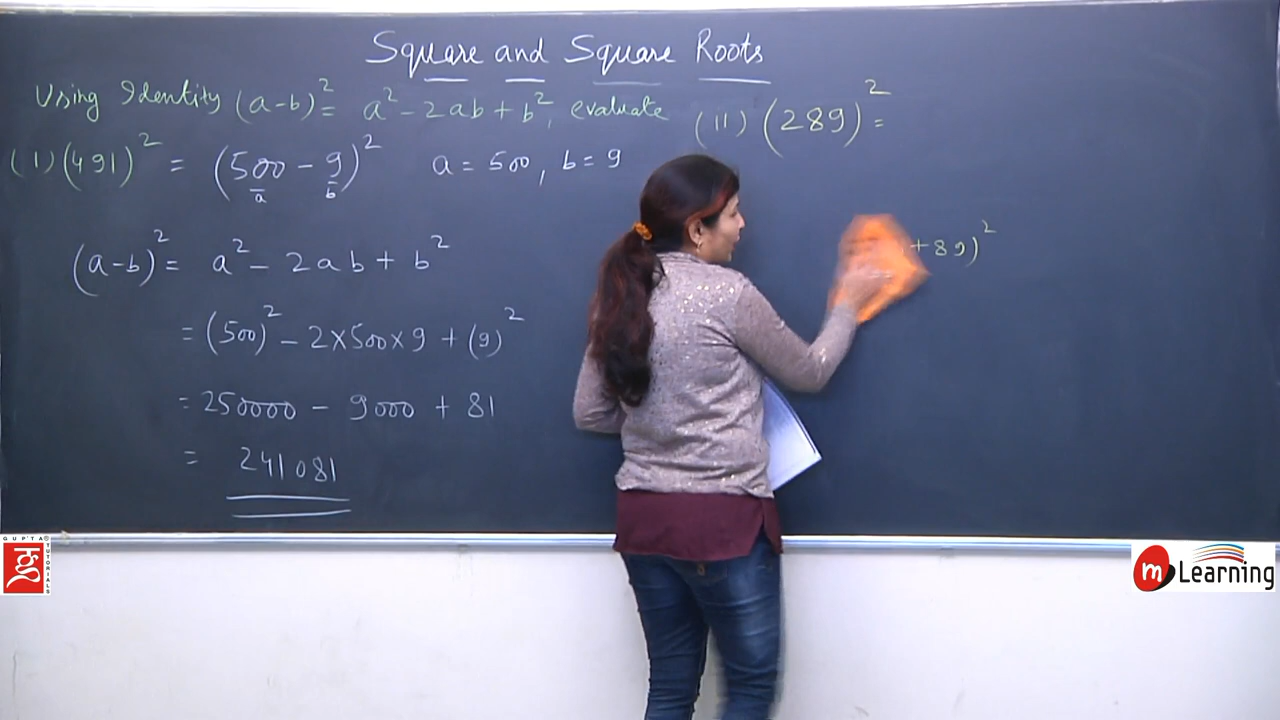 Square and Square Roots
Using Identity (a-b)² = a² - 2ab + b², evaluate
(I) (491)² = (500 - 9)² a = 500, b = 9
a b
(a-b)² = a² - 2ab + b²
= (500)² - 2×500×9 + (9)²
= 250000 - 9000 + 81
= 241081
(II) (289)² =
+ 89)²
GUPTA TUTORIALS
m Learning